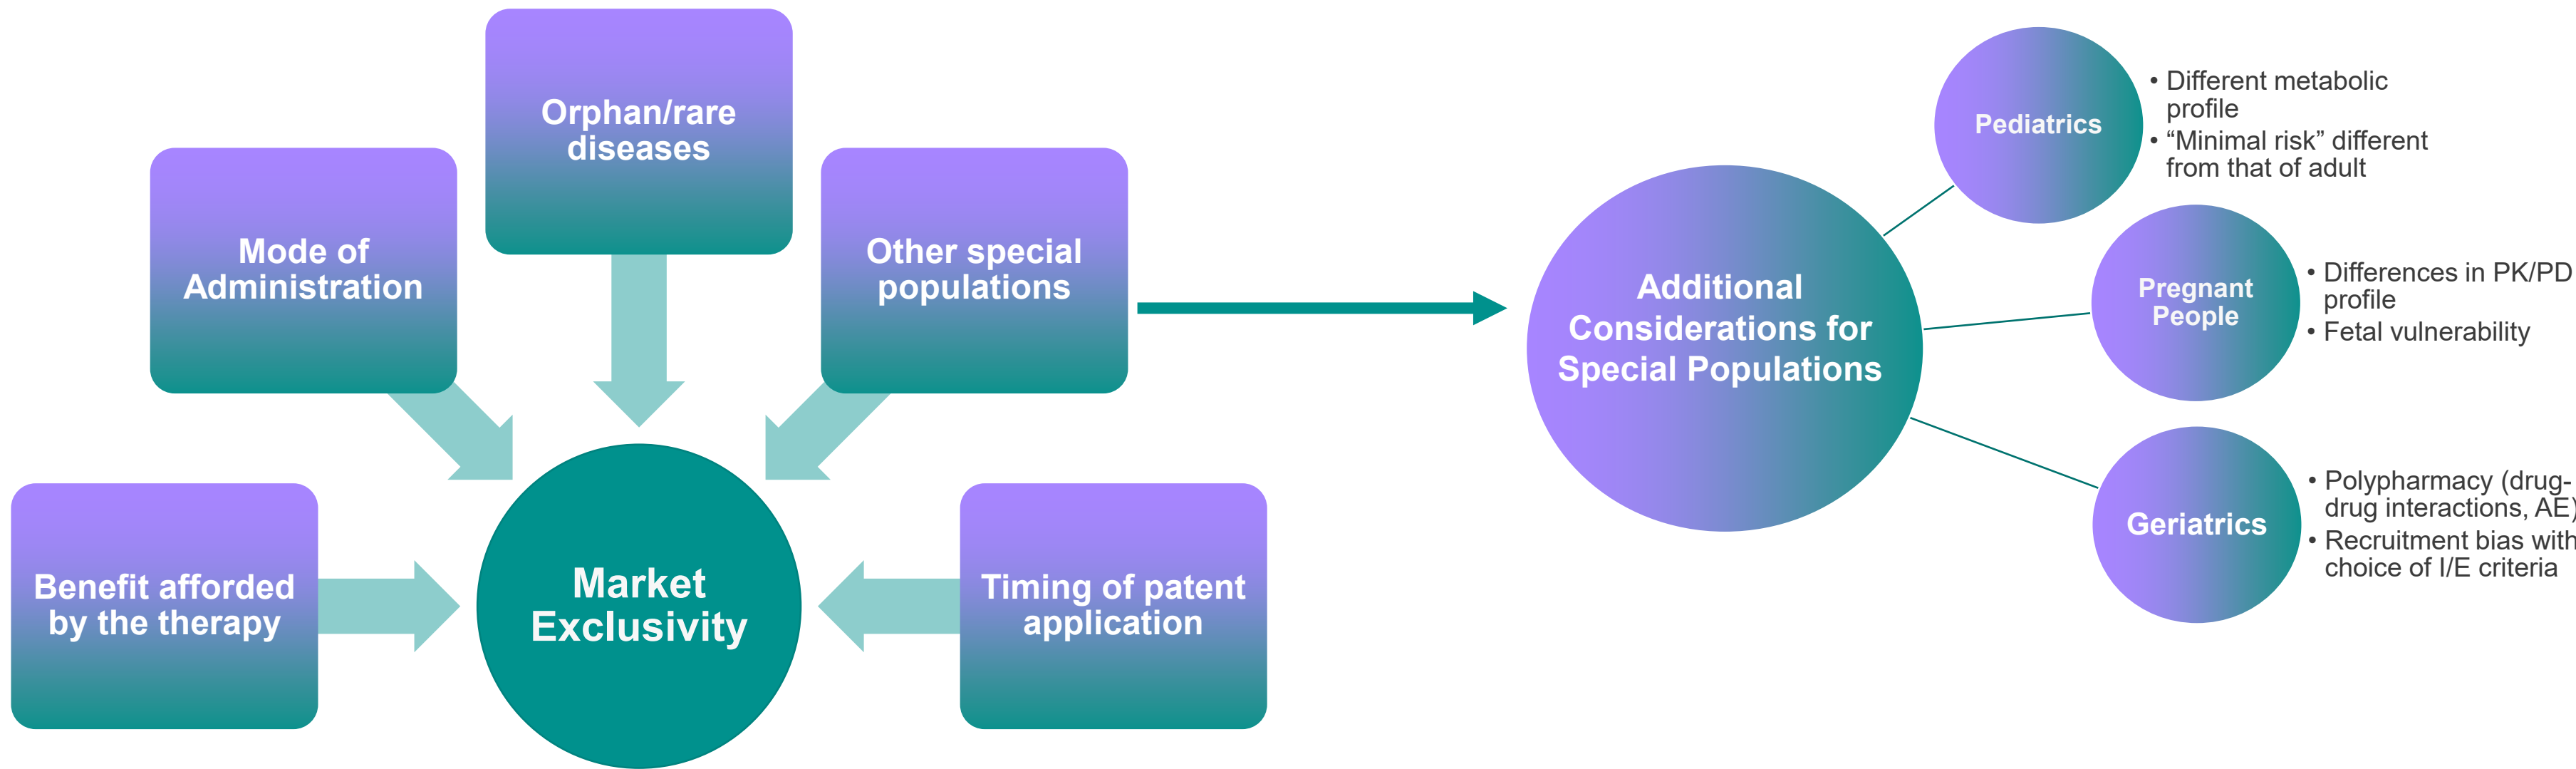 Orphan/rare
diseases
Mode of
Administration
Other special
populations
Benefit afforded
by the therapy
Market
Exclusivity
Timing of patent
application
Additional
Considerations for
Special Populations
Pediatrics
• Different metabolic
profile
• “Minimal risk” different
from that of adult
Pregnant
People
• Differences in PK/PD
profile
• Fetal vulnerability
Geriatrics
• Polypharmacy (drug-
drug interactions, AE)
• Recruitment bias with
choice of I/E criteria